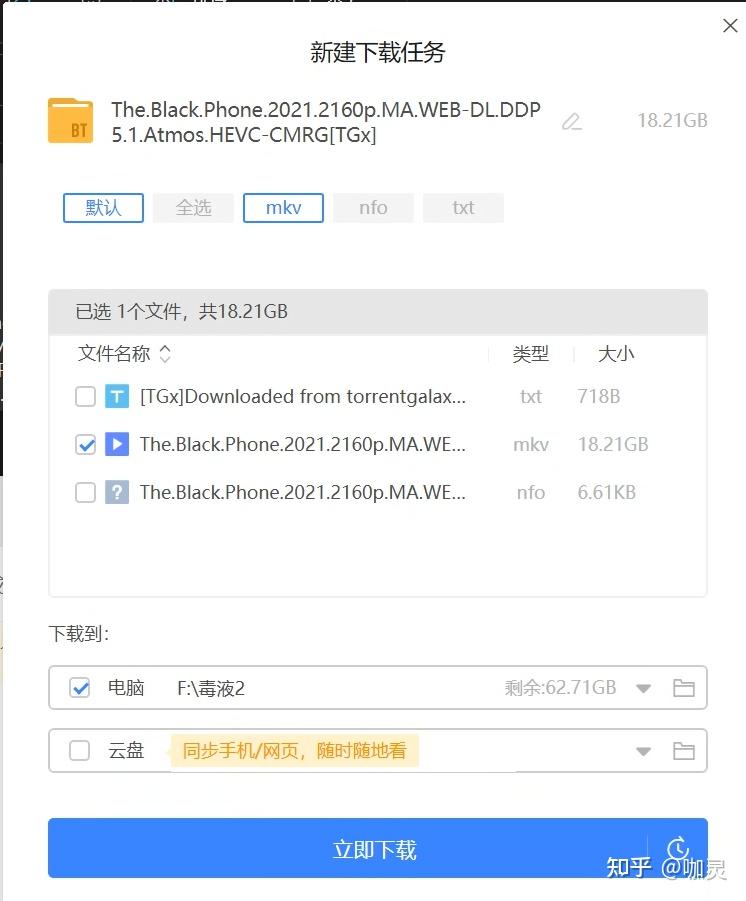 新建下载任务
The.Black.Phone.2021.2160p.MA.WEB-DL.DDP
5.1.Atmos.HEVC-CMRG[TGx]
18.21GB
BT
默认 全选 mkv nfo txt
已选 1个文件，共18.21GB
文件名称 类型 大小
[TGx]Downloaded from torrentgalax... txt 718B
The.Black.Phone.2021.2160p.MA.WE... mkv 18.21GB
The.Black.Phone.2021.2160p.MA.WE... nfo 6.61KB
下载到：
电脑 F:\毒液2 剩余:62.71GB
云盘 同步手机/网页，随时随地看
立即下载
知乎 @咖灵